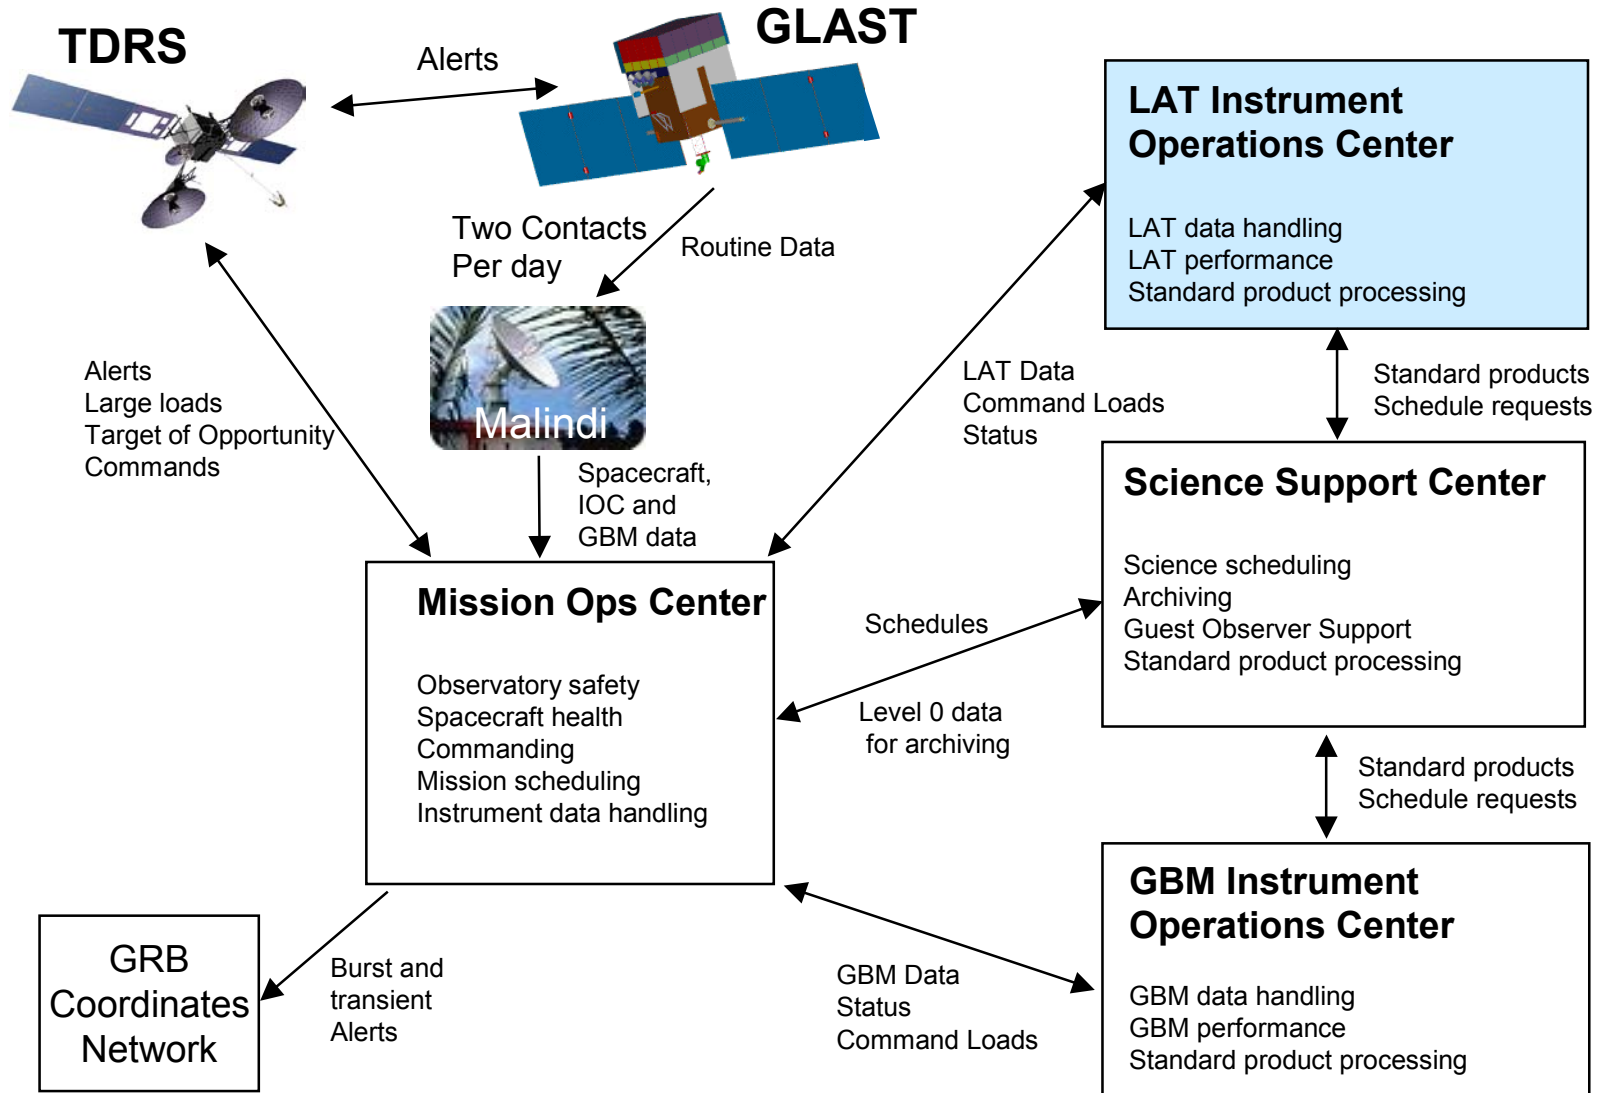 TDRS
Alerts
GLAST
Two Contacts
Per day
Routine Data
Malindi
Alerts
Large loads
Target of Opportunity
Commands
Spacecraft,
IOC and
GBM data
LAT Data
Command Loads
Status
LAT Instrument
Operations Center
LAT data handling
LAT performance
Standard product processing
Standard products
Schedule requests
Science Support Center
Science scheduling
Archiving
Guest Observer Support
Standard product processing
Mission Ops Center
Observatory safety
Spacecraft health
Commanding
Mission scheduling
Instrument data handling
Schedules
Level 0 data
for archiving
Standard products
Schedule requests
GBM Instrument
Operations Center
GBM data handling
GBM performance
Standard product processing
GBM Data
Status
Command Loads
Burst and
transient
Alerts
GRB
Coordinates
Network